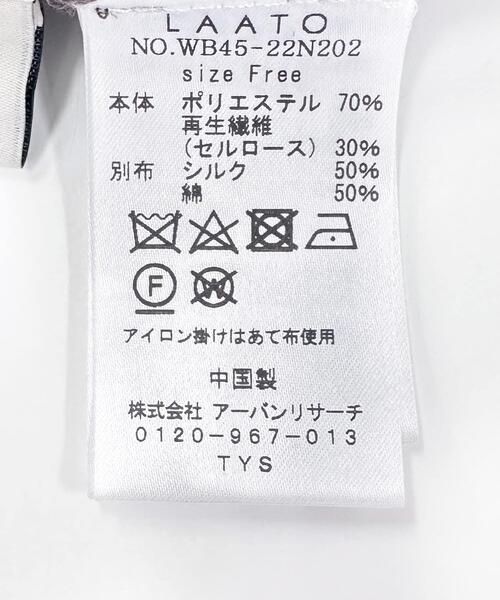 LAATO
NO.WB45-22N202
size Free
本体 ポリエステル 70%
再生繊維
(セルロース) 30%
別布 シルク 50%
綿 50%
F W
アイロン掛けはあて布使用
中国製
株式会社 アーバンリサーチ
0120-967-013
TYS